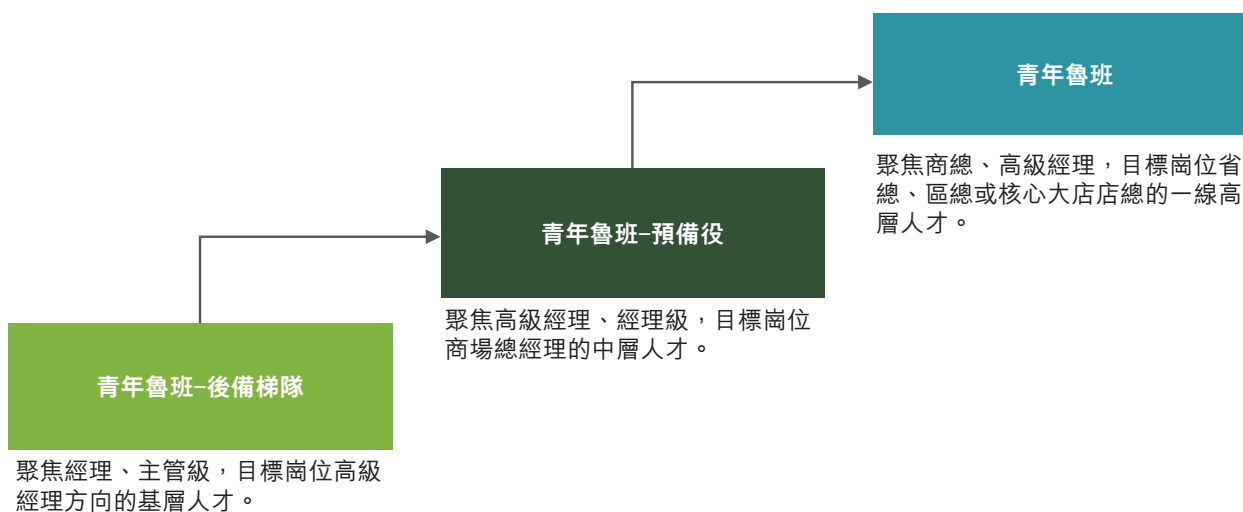 青年魯班
聚焦商總、高級經理，目標崗位省
總、區總或核心大店店總的一線高
層人才。
青年魯班–預備役
聚焦高級經理、經理級，目標崗位
商場總經理的中層人才。
青年魯班–後備梯隊
聚焦經理、主管級，目標崗位高級
經理方向的基層人才。